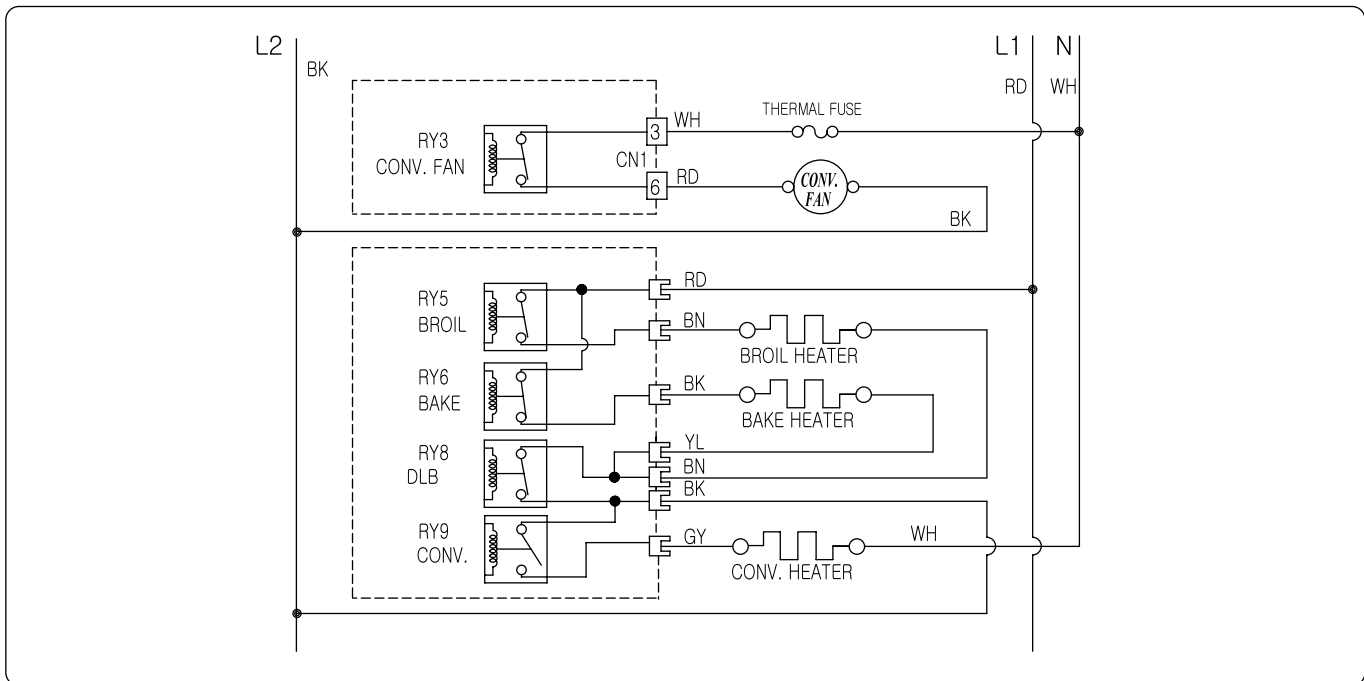 L2
L1
N
BK
RD
WH
THERMAL FUSE
RY3
CONV. FAN
3
WH
CN1
6
RD
CONV.
FAN
BK
RY5
BROIL
RD
BN
BROIL HEATER
RY6
BAKE
BK
BAKE HEATER
RY8
DLB
YL
BN
BK
RY9
CONV.
GY
WH
CONV. HEATER